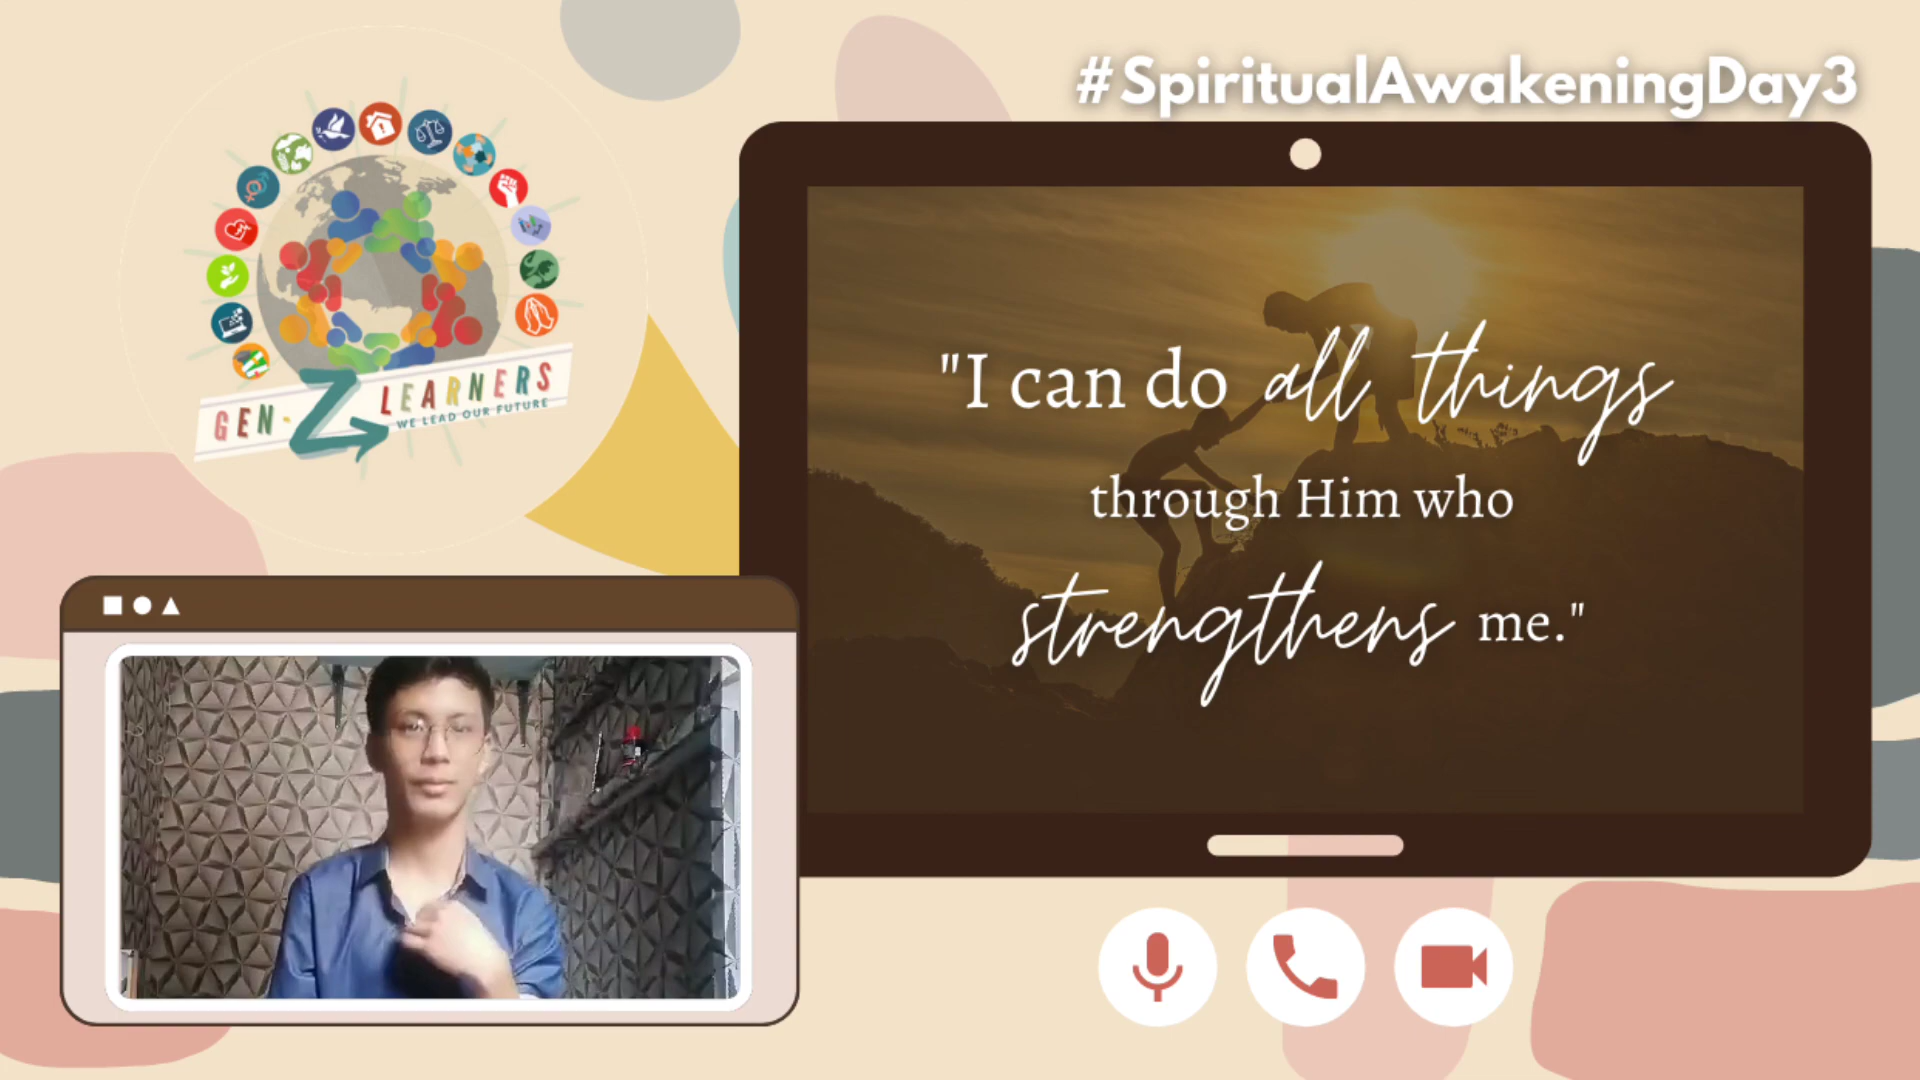 #SpiritualAwakeningDay3
GEN-Z LEARNERS
WE LEAD OUR FUTURE
"I can do all things
through Him who
strengthens me."